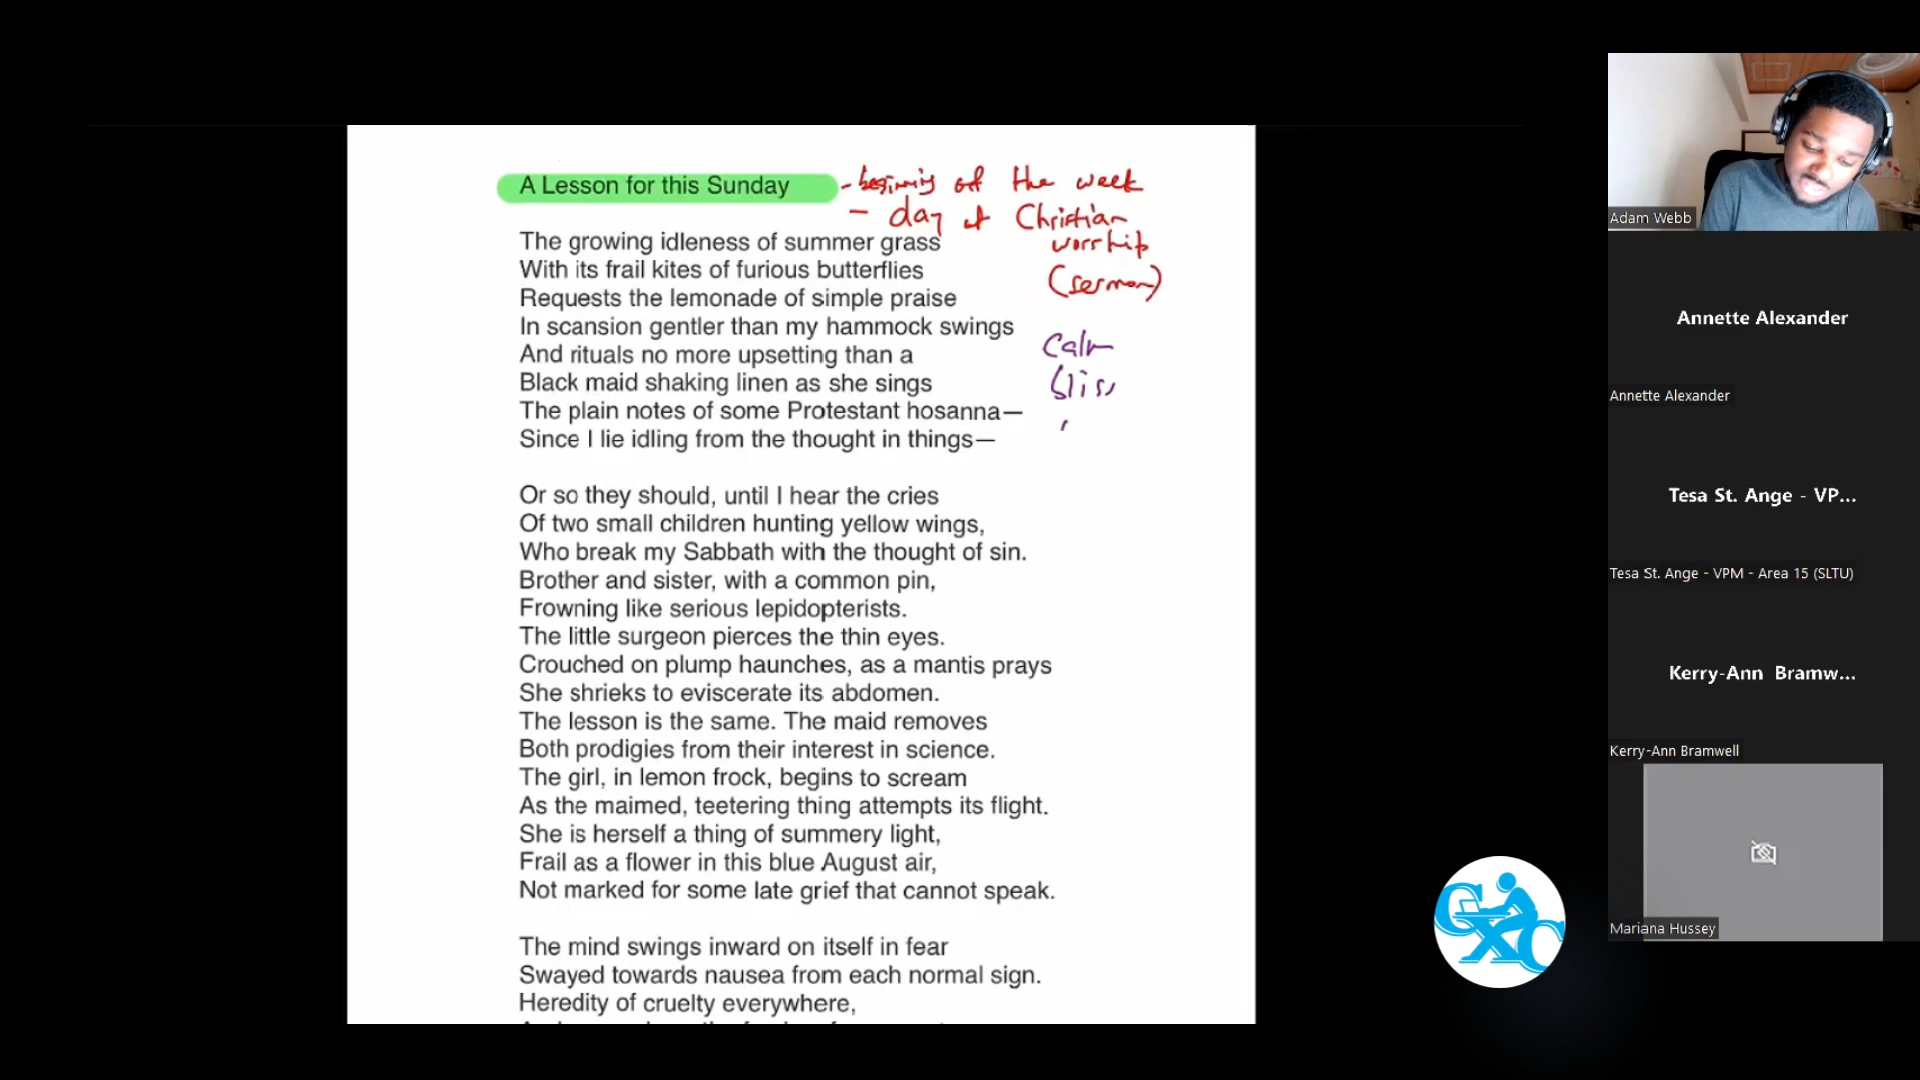 A Lesson for this Sunday
- beginning of the week
- day of Christian
worship
(sermon)
The growing idleness of summer grass
With its frail kites of furious butterflies
Requests the lemonade of simple praise
In scansion gentler than my hammock swings
And rituals no more upsetting than a
Black maid shaking linen as she sings
The plain notes of some Protestant hosanna—
Since I lie idling from the thought in things—
Calm
bliss
Or so they should, until I hear the cries
Of two small children hunting yellow wings,
Who break my Sabbath with the thought of sin.
Brother and sister, with a common pin,
Frowning like serious lepidopterists.
The little surgeon pierces the thin eyes.
Crouched on plump haunches, as a mantis prays
She shrieks to eviscerate its abdomen.
The lesson is the same. The maid removes
Both prodigies from their interest in science.
The girl, in lemon frock, begins to scream
As the maimed, teetering thing attempts its flight.
She is herself a thing of summery light,
Frail as a flower in this blue August air,
Not marked for some late grief that cannot speak.
The mind swings inward on itself in fear
Swayed towards nausea from each normal sign.
Heredity of cruelty everywhere,
CXC
Adam Webb
Annette Alexander
Annette Alexander
Tesa St. Ange - VP...
Tesa St. Ange - VPM - Area 15 (SLTU)
Kerry-Ann Bramw...
Kerry-Ann Bramwell
Mariana Hussey